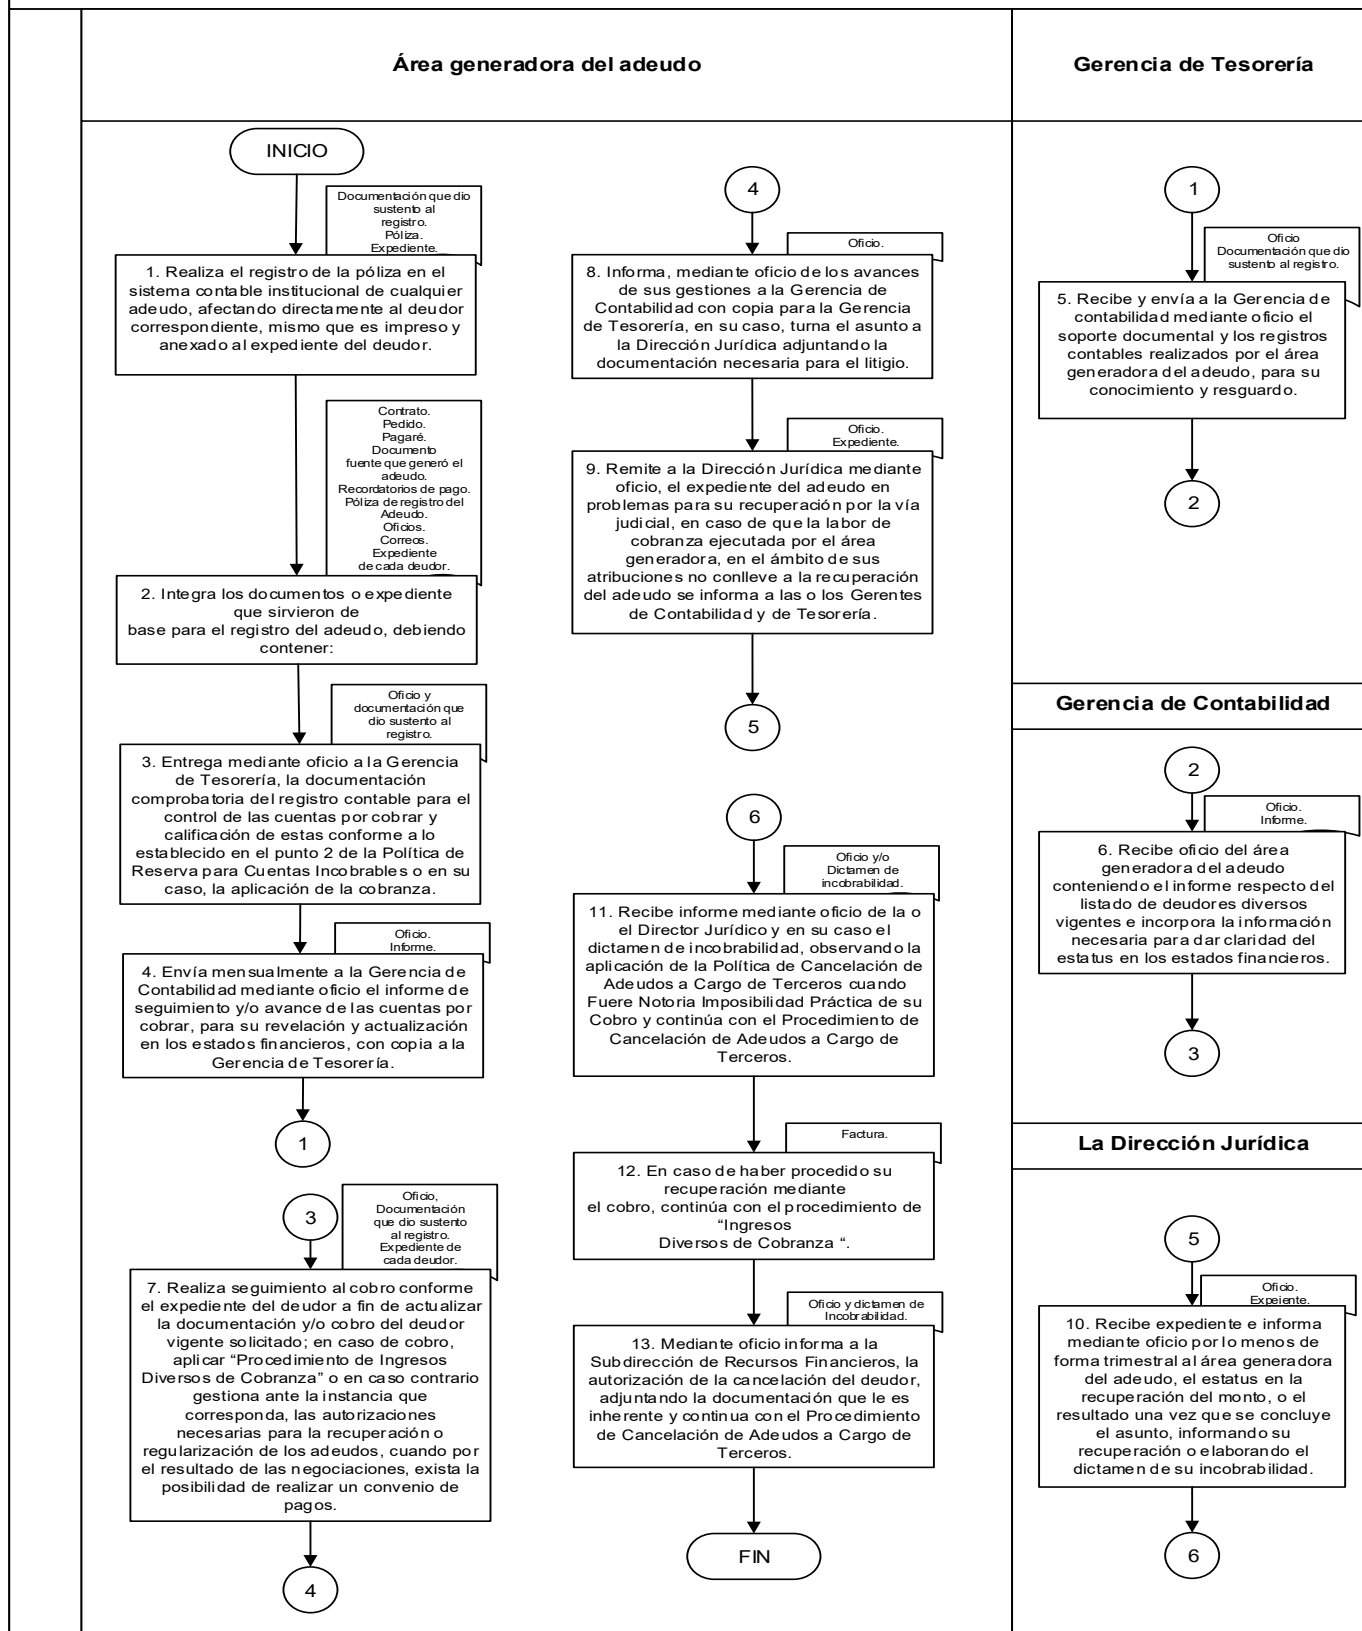 Área generadora del adeudo
Gerencia de Tesorería
INICIO
Documentación que dio
sustento al
registro.
Póliza.
Expediente.
1. Realiza el registro de la póliza en el
sistema contable institucional de cualquier
adeudo, afectando directamente al deudor
correspondiente, mismo que es impreso y
anexado al expediente del deudor.
Contrato.
Pedido.
Pagaré.
Documento
fuente que generó el
adeudo.
Recordatorios de pago.
Póliza de registro del
Adeudo.
Oficios.
Correos.
Expediente
de cada deudor.
2. Integra los documentos o expediente
que sirvieron de
base para el registro del adeudo, debiendo
contener:
Oficio y
documentación que
dio sustento al
registro.
3. Entrega mediante oficio a la Gerencia
de Tesorería, la documentación
comprobatoria del registro contable para el
control de las cuentas por cobrar y
calificación de estas conforme a lo
establecido en el punto 2 de la Política de
Reserva para Cuentas Incobrables o en su
caso, la aplicación de la cobranza.
Oficio.
Informe.
4. Envía mensualmente a la Gerencia de
Contabilidad mediante oficio el informe de
seguimiento y/o avance de las cuentas por
cobrar, para su revelación y actualización
en los estados financieros, con copia a la
Gerencia de Tesorería.
1
3
Oficio,
Documentación
que dio sustento
al registro.
Expediente de
cada deudor.
7. Realiza seguimiento al cobro conforme
el expediente del deudor a fin de actualizar
la documentación y/o cobro del deudor
vigente solicitado; en caso de cobro,
aplicar “Procedimiento de Ingresos
Diversos de Cobranza” o en caso contrario
gestiona ante la instancia que
corresponda, las autorizaciones
necesarias para la recuperación o
regularización de los adeudos, cuando por
el resultado de las negociaciones, exista la
posibilidad de realizar un convenio de
pagos.
4
4
Oficio.
8. Informa, mediante oficio de los avances
de sus gestiones a la Gerencia de
Contabilidad con copia para la Gerencia
de Tesorería, en su caso, turna el asunto a
la Dirección Jurídica adjuntando la
documentación necesaria para el litigio.
Oficio.
Expediente.
9. Remite a la Dirección Jurídica mediante
oficio, el expediente del adeudo en
problemas para su recuperación por la vía
judicial, en caso de que la labor de
cobranza ejecutada por el área
generadora, en el ámbito de sus
atribuciones no conlleve a la recuperación
del adeudo se informa a las o los Gerentes
de Contabilidad y de Tesorería.
5
6
Oficio y/o
Dictamen de
incobrabilidad.
11. Recibe informe mediante oficio de la o
el Director Jurídico y en su caso el
dictamen de incobrabilidad, observando la
aplicación de la Política de Cancelación de
Adeudos a Cargo de Terceros cuando
Fuere Notoria Imposibilidad Práctica de su
Cobro y continúa con el Procedimiento de
Cancelación de Adeudos a Cargo de
Terceros.
Factura.
12. En caso de haber procedido su
recuperación mediante
el cobro, continúa con el procedimiento de
“Ingresos
Diversos de Cobranza “.
Oficio y dictamen de
Incobrabilidad.
13. Mediante oficio informa a la
Subdirección de Recursos Financieros, la
autorización de la cancelación del deudor,
adjuntando la documentación que le es
inherente y continua con el Procedimiento
de Cancelación de Adeudos a Cargo de
Terceros.
FIN
1
Oficio
Documentación que dio
sustento al registro.
5. Recibe y envía a la Gerencia de
contabilidad mediante oficio el
soporte documental y los registros
contables realizados por el área
generadora del adeudo, para su
conocimiento y resguardo.
2
Gerencia de Contabilidad
2
Oficio.
Informe.
6. Recibe oficio del área
generadora del adeudo
conteniendo el informe respecto del
listado de deudores diversos
vigentes e incorpora la información
necesaria para dar claridad del
estatus en los estados financieros.
3
La Dirección Jurídica
5
Oficio.
Expeiente.
10. Recibe expediente e informa
mediante oficio por lo menos de
forma trimestral al área generadora
del adeudo, el estatus en la
recuperación del monto, o el
resultado una vez que se concluye
el asunto, informando su
recuperación o elaborando el
dictamen de su incobrabilidad.
6